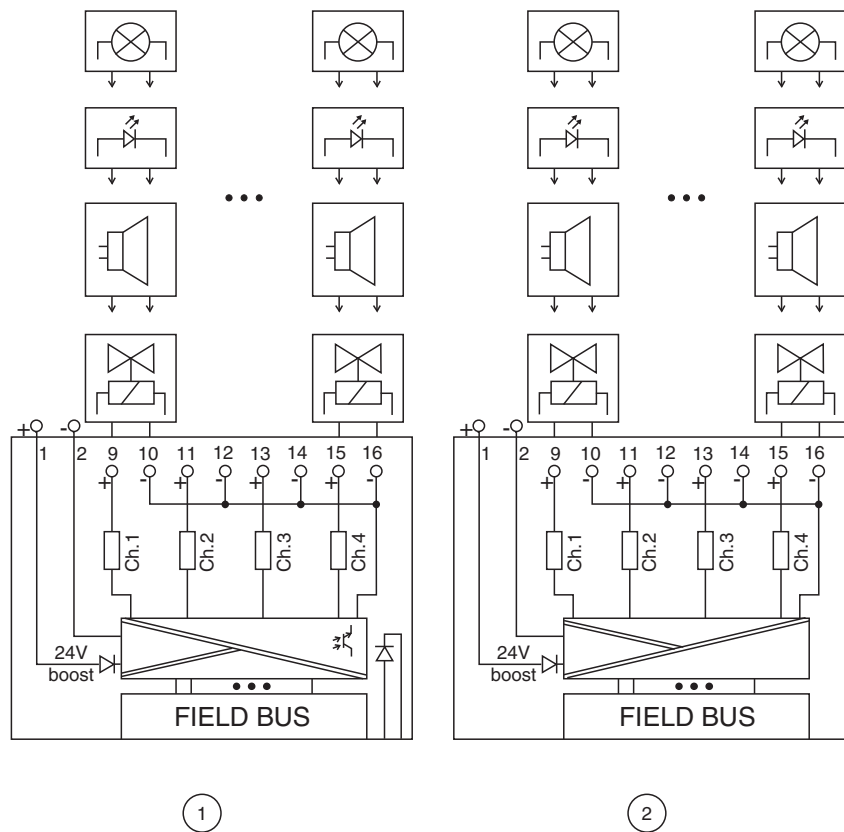 + 1 - 2 9 10 11 12 13 14 15 16
+ - + - + - + -
Ch.1 Ch.2 Ch.3 Ch.4
24V
boost
FIELD BUS
1
+ 1 - 2 9 10 11 12 13 14 15 16
+ - + - + - + -
Ch.1 Ch.2 Ch.3 Ch.4
24V
boost
FIELD BUS
2